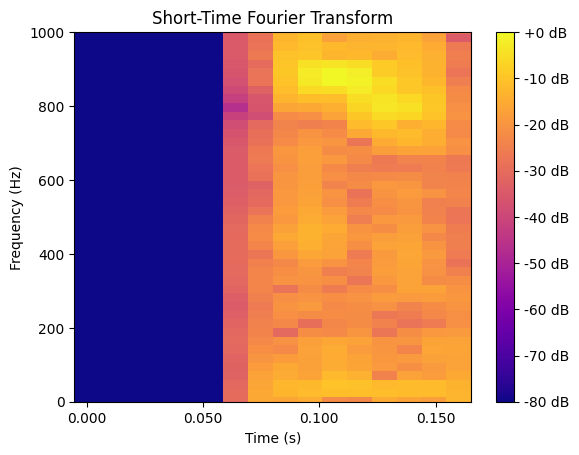 Short-Time Fourier Transform
1000
800
600
400
200
0
Frequency (Hz)
0.000
0.050
0.100
0.150
Time (s)
+0 dB
-10 dB
-20 dB
-30 dB
-40 dB
-50 dB
-60 dB
-70 dB
-80 dB